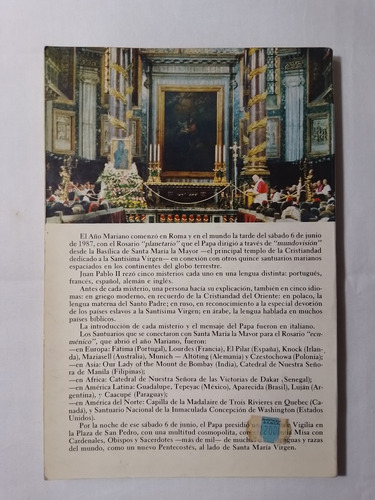 El Año Mariano comenzó en Roma y en el mundo la tarde del sábado 6 de junio
de 1987, con el Rosario "planetario" que el Papa dirigió a través de "mundovisión"
desde la Basílica de Santa María la Mayor —el principal templo de la Cristiandad
dedicado a la Santísima Virgen— en conexión con otros quince santuarios marianos
espaciados en los continentes del globo terrestre.
Juan Pablo II rezó cinco misterios cada uno en una lengua distinta: portugués,
francés, español, alemán e inglés.
Antes de cada misterio, una persona hacía su explicación, también en cinco idio-
mas: en griego moderno, en recuerdo de la Cristiandad del Oriente; en polaco, la
lengua materna del Santo Padre; en ruso, en reconocimiento a la especial devoción
de los países eslavos a la Santísima Virgen; en árabe, la lengua hablada en muchos
países bíblicos.
La introducción de cada misterio y el mensaje del Papa fueron en italiano.
Los Santuarios que se conectaron con Santa María la Mayor para el Rosario "ecu-
ménico", que abrió el año Mariano, fueron:
—en Europa: Fátima (Portugal), Lourdes (Francia), El Pilar (España), Knock (Irlan-
da), Maziasell (Australia), Munich — Altöting (Alemania) y Czestochowa (Polonia);
—en Asia: Our Lady of the Mount de Bombay (India), Catedral de Nuestra Seño-
ra de Manila (Filipinas);
—en Africa: Catedral de Nuestra Señora de las Victorias de Dakar (Senegal);
—en América Latina: Guadalupe, Tepeyac (México), Aparecida (Brasil), Luján (Ar-
gentina), y Caacupé (Paraguay);
—en América del Norte: Capilla de la Madalaire de Trois Rivieres en Quebec (Ca-
nadá), y Santuario Nacional de la Inmaculada Concepción de Washington (Estados
Unidos).
Por la noche de ese sábado 6 de junio, el Papa presidió Vigilia en
la Plaza de San Pedro, con una multitud cosmopolita, con Misa con
Cardenales, Obispos y Sacerdotes —más de mil— de much uas y razas
del mundo, como un nuevo Pentecostés, al lado de Santa María Virgen.